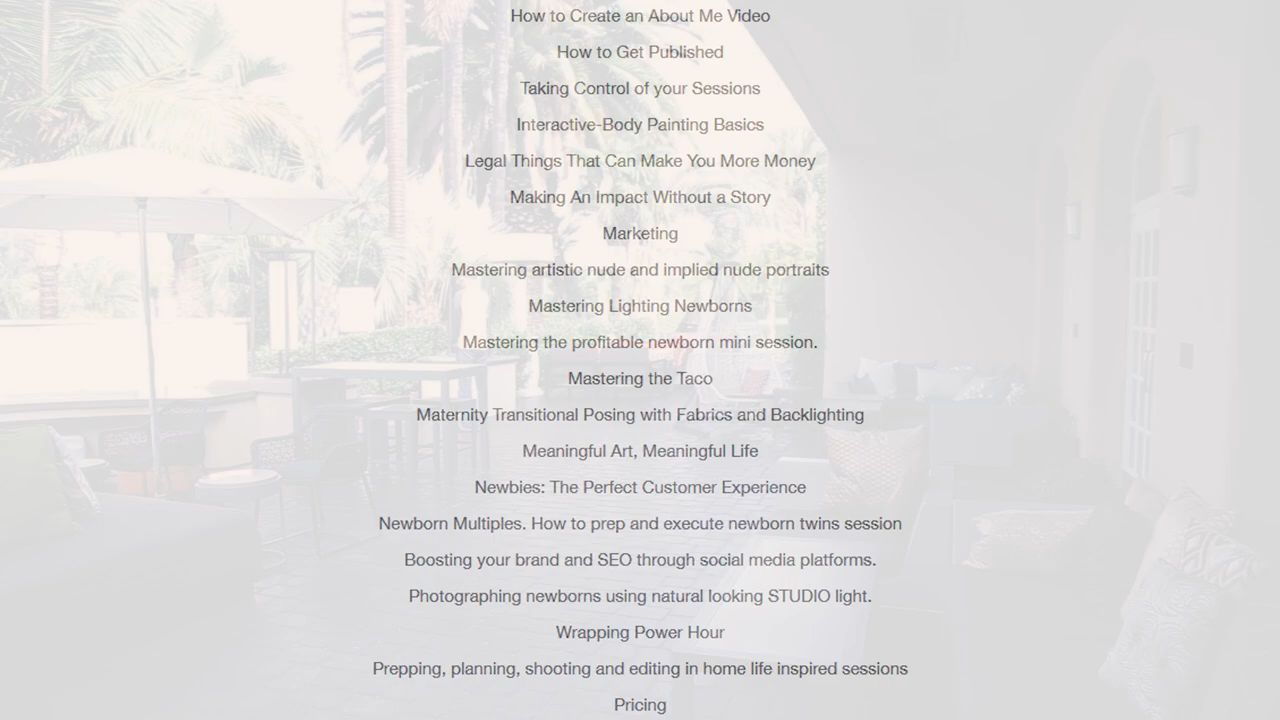 How to Create an About Me Video
How to Get Published
Taking Control of your Sessions
Interactive-Body Painting Basics
Legal Things That Can Make You More Money
Making An Impact Without a Story
Marketing
Mastering artistic nude and implied nude portraits
Mastering Lighting Newborns
Mastering the profitable newborn mini session.
Mastering the Taco
Maternity Transitional Posing with Fabrics and Backlighting
Meaningful Art, Meaningful Life
Newbies: The Perfect Customer Experience
Newborn Multiples. How to prep and execute newborn twins session
Boosting your brand and SEO through social media platforms.
Photographing newborns using natural looking STUDIO light.
Wrapping Power Hour
Prepping, planning, shooting and editing in home life inspired sessions
Pricing